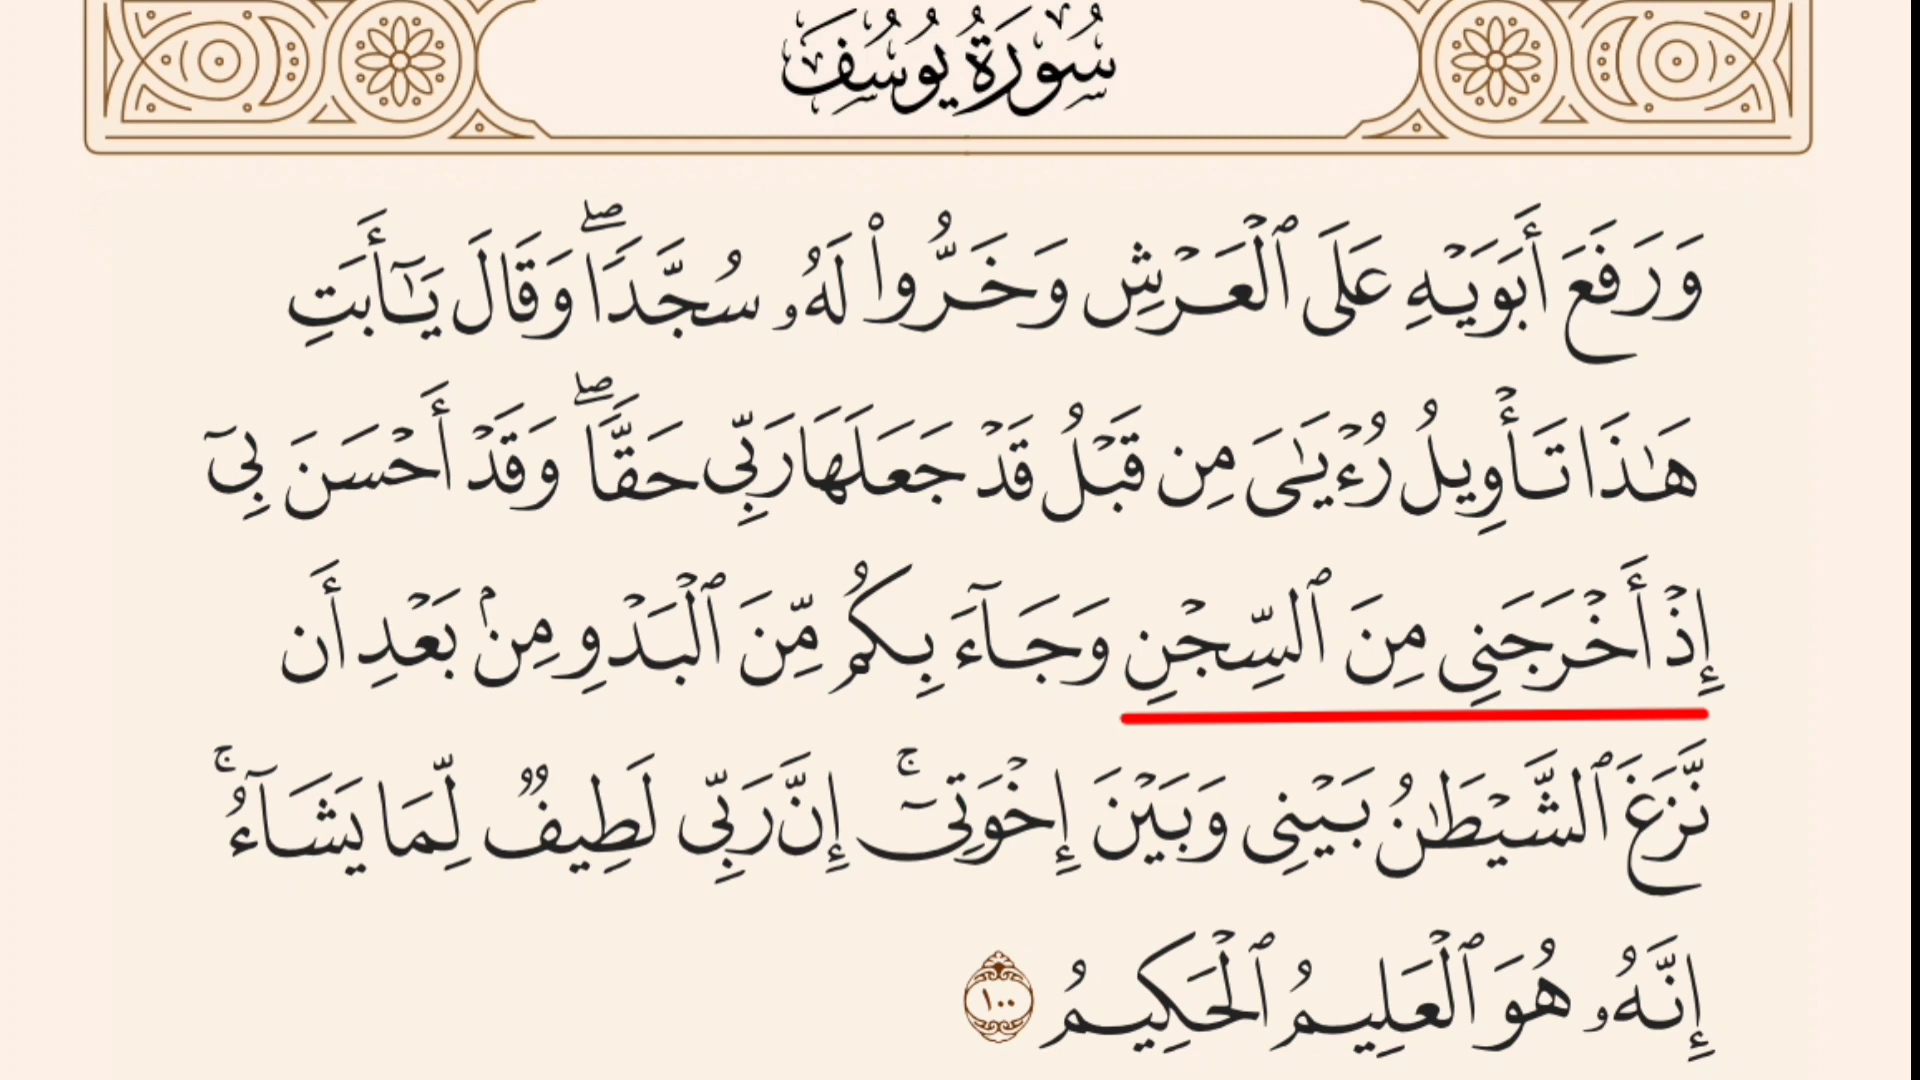 سُورَةُ يُوسُفَ
وَرَفَعَ أَبَوَيۡهِ عَلَى ٱلۡعَرۡشِ وَخَرُّواْ لَهُۥ سُجَّدٗاۖ وَقَالَ يَٰٓأَبَتِ
هَٰذَا تَأۡوِيلُ رُءۡيَٰيَ مِن قَبۡلُ قَدۡ جَعَلَهَا رَبِّي حَقّٗاۖ وَقَدۡ أَحۡسَنَ بِيٓ
إِذۡ أَخۡرَجَنِي مِنَ ٱلسِّجۡنِ وَجَآءَ بِكُم مِّنَ ٱلۡبَدۡوِ مِنۢ بَعۡدِ أَن
نَّزَغَ ٱلشَّيۡطَٰنُ بَيۡنِي وَبَيۡنَ إِخۡوَتِيٓۚ إِنَّ رَبِّي لَطِيفٞ لِّمَا يَشَآءُۚ
إِنَّهُۥ هُوَ ٱلۡعَلِيمُ ٱلۡحَكِيمُ ١٠٠